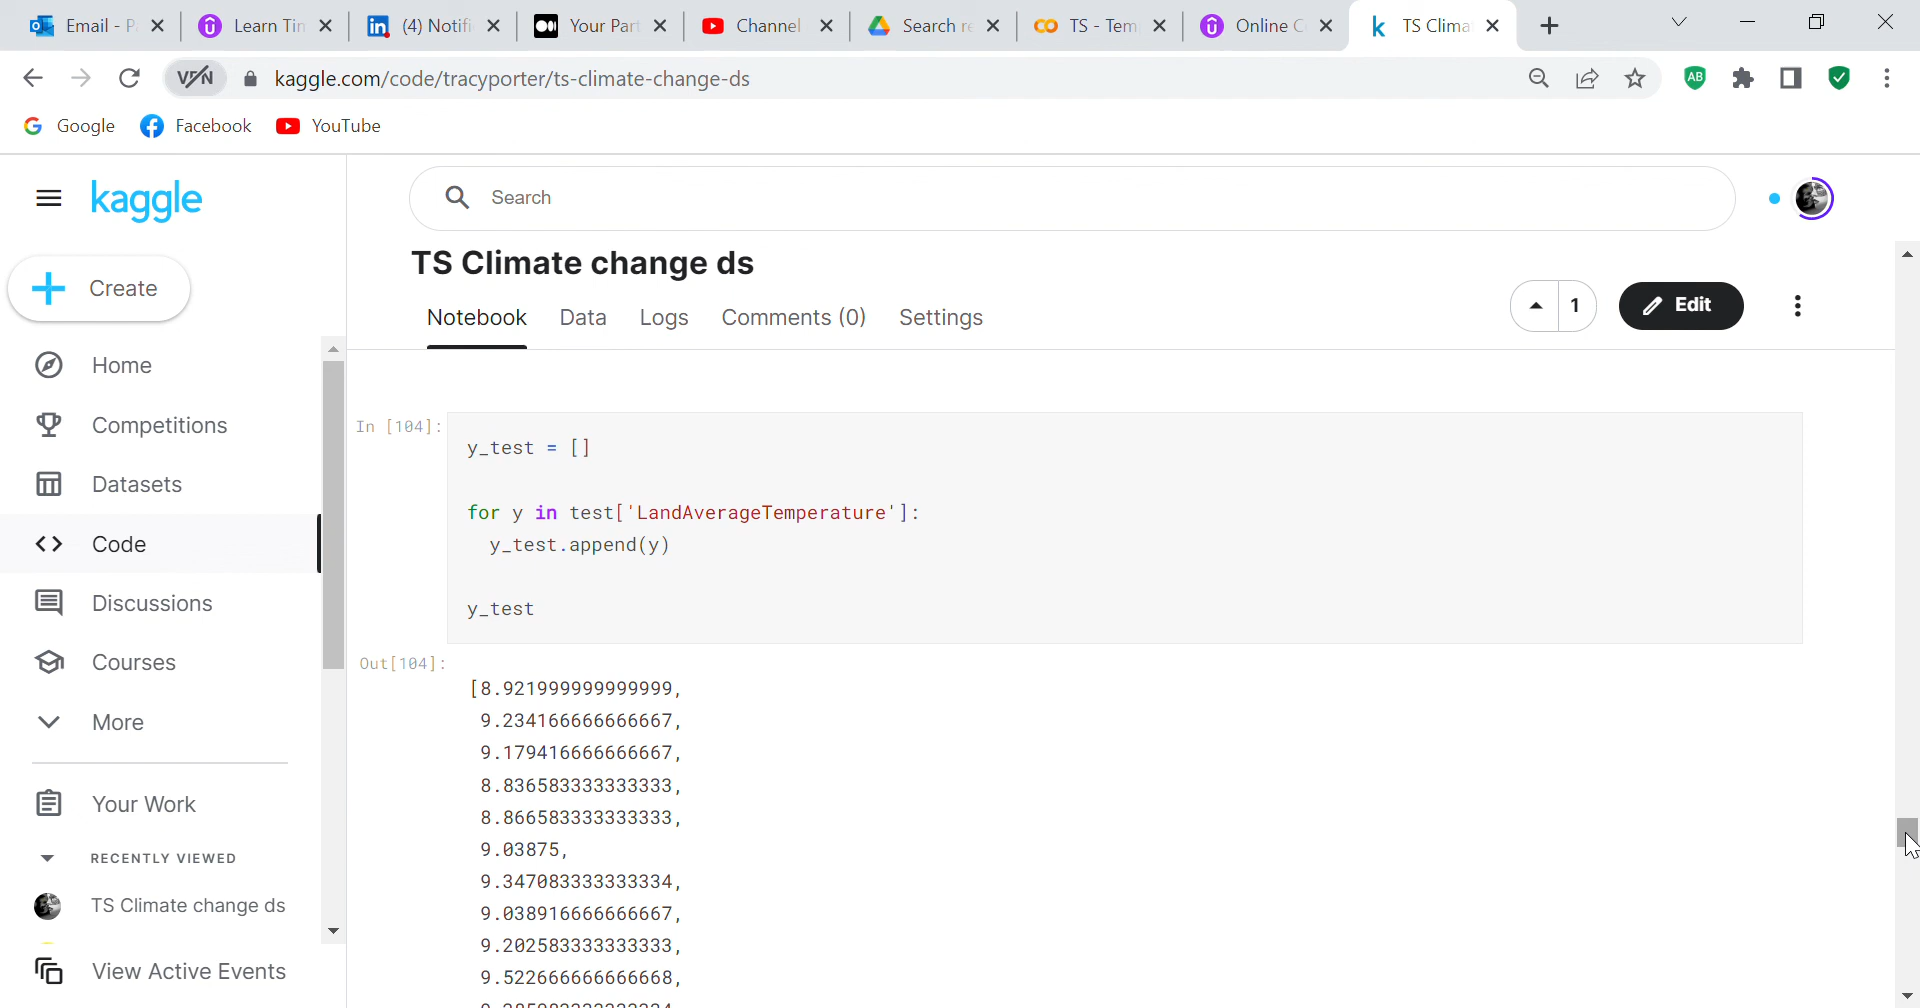 Email - P
Learn Tin
(4) Notifi
Your Part
Channel
Search re
TS - Tem
Online C
TS Clima
VPN
kaggle.com/code/tracyporter/ts-climate-change-ds
AB
Google
Facebook
YouTube
kaggle
Search
Create
TS Climate change ds
Notebook
Data
Logs
Comments (0)
Settings
1
Edit
Home
Competitions
Datasets
Code
Discussions
Courses
More
Your Work
RECENTLY VIEWED
TS Climate change ds
View Active Events
In [104]:
y_test = []
for y in test['LandAverageTemperature']:
y_test.append(y)
y_test
Out[104]:
[8.921999999999999,
9.234166666666667,
9.179416666666667,
8.836583333333333,
8.866583333333333,
9.03875,
9.347083333333334,
9.038916666666667,
9.202583333333333,
9.522666666666668,